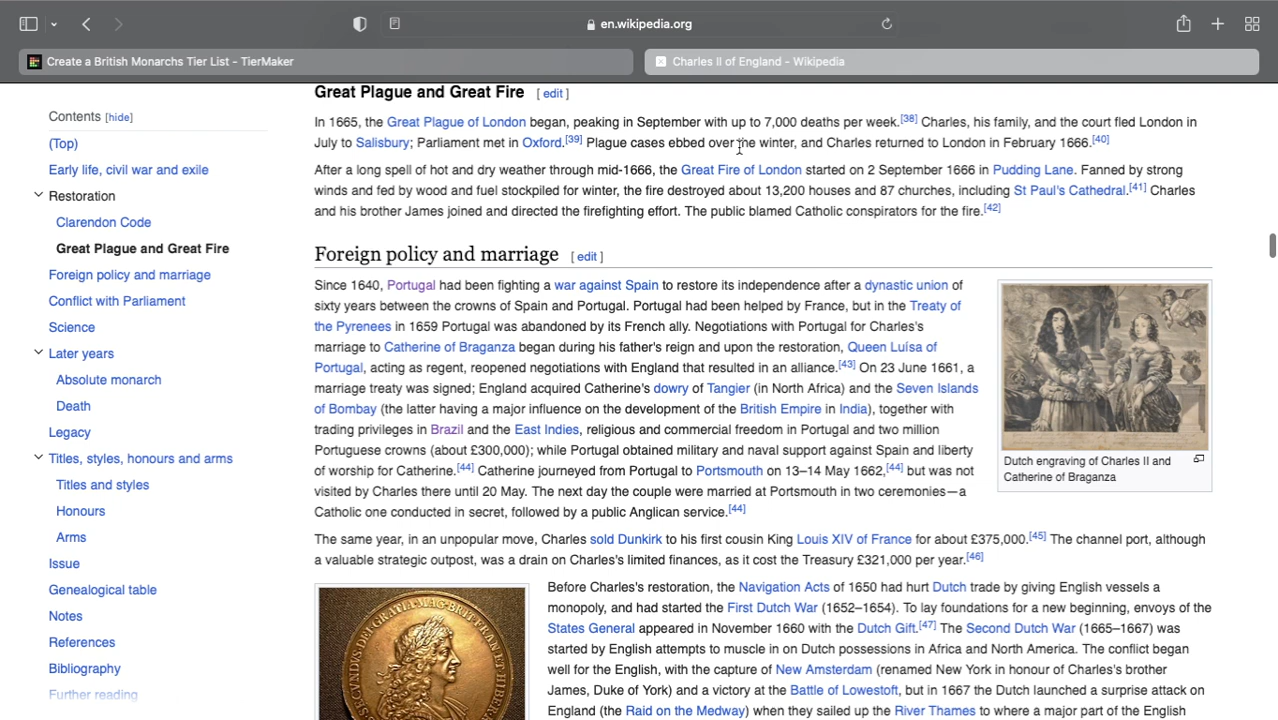 en.wikipedia.org
Create a British Monarchs Tier List - TierMaker
Charles II of England - Wikipedia
Contents [hide]
(Top)
Early life, civil war and exile
Restoration
Clarendon Code
Great Plague and Great Fire
Foreign policy and marriage
Conflict with Parliament
Science
Later years
Absolute monarch
Death
Legacy
Titles, styles, honours and arms
Titles and styles
Honours
Arms
Issue
Genealogical table
Notes
References
Bibliography
Further reading
Great Plague and Great Fire [ edit ]
In 1665, the Great Plague of London began, peaking in September with up to 7,000 deaths per week.[38] Charles, his family, and the court fled London in
July to Salisbury; Parliament met in Oxford.[39] Plague cases ebbed over the winter, and Charles returned to London in February 1666.[40]
After a long spell of hot and dry weather through mid-1666, the Great Fire of London started on 2 September 1666 in Pudding Lane. Fanned by strong
winds and fed by wood and fuel stockpiled for winter, the fire destroyed about 13,200 houses and 87 churches, including St Paul's Cathedral.[41] Charles
and his brother James joined and directed the firefighting effort. The public blamed Catholic conspirators for the fire.[42]
Foreign policy and marriage [ edit ]
Since 1640, Portugal had been fighting a war against Spain to restore its independence after a dynastic union of
sixty years between the crowns of Spain and Portugal. Portugal had been helped by France, but in the Treaty of
the Pyrenees in 1659 Portugal was abandoned by its French ally. Negotiations with Portugal for Charles's
marriage to Catherine of Braganza began during his father's reign and upon the restoration, Queen Luísa of
Portugal, acting as regent, reopened negotiations with England that resulted in an alliance.[43] On 23 June 1661, a
marriage treaty was signed; England acquired Catherine's dowry of Tangier (in North Africa) and the Seven Islands
of Bombay (the latter having a major influence on the development of the British Empire in India), together with
trading privileges in Brazil and the East Indies, religious and commercial freedom in Portugal and two million
Portuguese crowns (about £300,000); while Portugal obtained military and naval support against Spain and liberty
of worship for Catherine.[44] Catherine journeyed from Portugal to Portsmouth on 13–14 May 1662,[44] but was not
visited by Charles there until 20 May. The next day the couple were married at Portsmouth in two ceremonies—a
Catholic one conducted in secret, followed by a public Anglican service.[44]
Dutch engraving of Charles II and
Catherine of Braganza
The same year, in an unpopular move, Charles sold Dunkirk to his first cousin King Louis XIV of France for about £375,000.[45] The channel port, although
a valuable strategic outpost, was a drain on Charles's limited finances, as it cost the Treasury £321,000 per year.[46]
Before Charles's restoration, the Navigation Acts of 1650 had hurt Dutch trade by giving English vessels a
monopoly, and had started the First Dutch War (1652–1654). To lay foundations for a new beginning, envoys of the
States General appeared in November 1660 with the Dutch Gift.[47] The Second Dutch War (1665–1667) was
started by English attempts to muscle in on Dutch possessions in Africa and North America. The conflict began
well for the English, with the capture of New Amsterdam (renamed New York in honour of Charles's brother
James, Duke of York) and a victory at the Battle of Lowestoft, but in 1667 the Dutch launched a surprise attack on
England (the Raid on the Medway) when they sailed up the River Thames to where a major part of the English